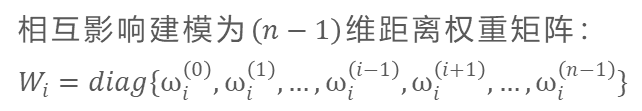 相互影响建模为(n − 1)维距离权重矩阵：
W_i = diag{ω_i^{(0)}, ω_i^{(1)}, ..., ω_i^{(i−1)}, ω_i^{(i+1)}, ..., ω_i^{(n−1)}}